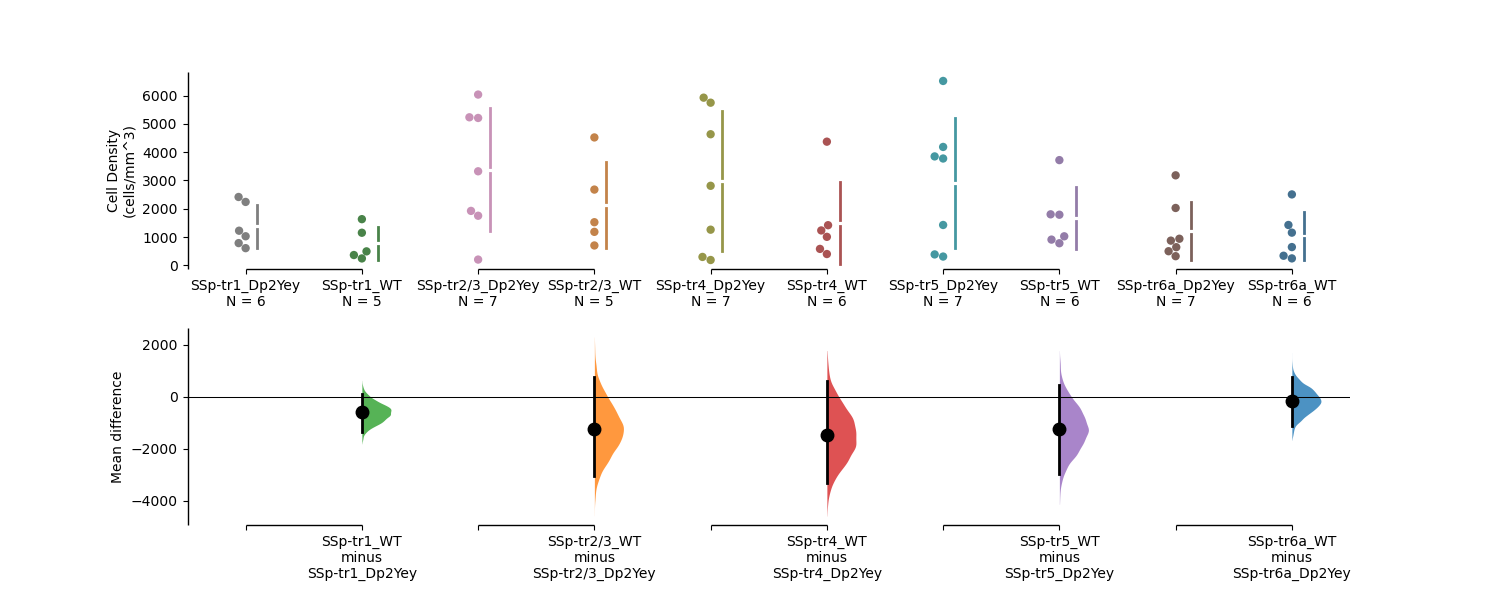 Cell Density
(cells/mm^3)
6000
5000
4000
3000
2000
1000
0
SSp-tr1_Dp2Yey
N = 6
SSp-tr1_WT
N = 5
SSp-tr2/3_Dp2Yey
N = 7
SSp-tr2/3_WT
N = 5
SSp-tr4_Dp2Yey
N = 7
SSp-tr4_WT
N = 6
SSp-tr5_Dp2Yey
N = 7
SSp-tr5_WT
N = 6
SSp-tr6a_Dp2Yey
N = 7
SSp-tr6a_WT
N = 6
Mean difference
2000
0
−2000
−4000
SSp-tr1_WT
minus
SSp-tr1_Dp2Yey
SSp-tr2/3_WT
minus
SSp-tr2/3_Dp2Yey
SSp-tr4_WT
minus
SSp-tr4_Dp2Yey
SSp-tr5_WT
minus
SSp-tr5_Dp2Yey
SSp-tr6a_WT
minus
SSp-tr6a_Dp2Yey